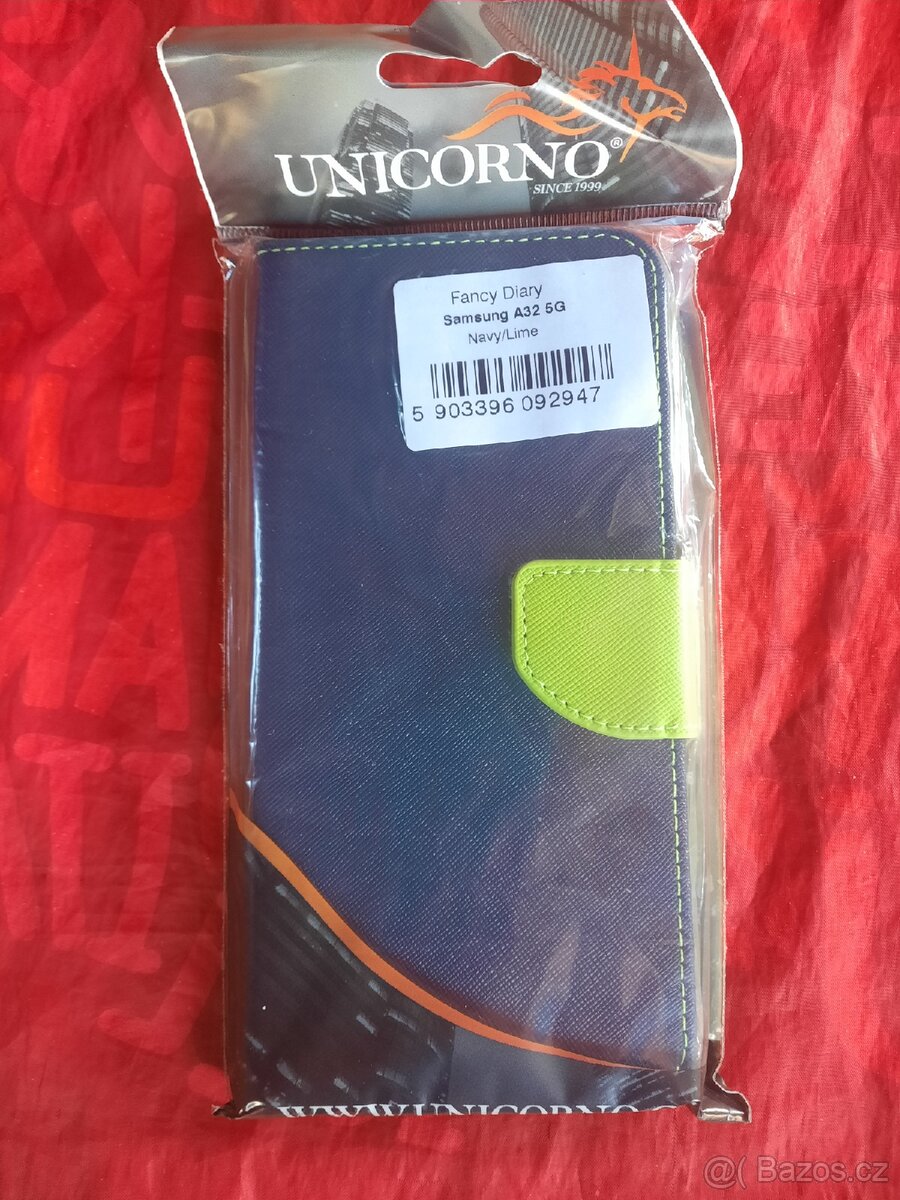 UNICORNO®
SINCE 1999
Fancy Diary
Samsung A32 5G
Navy/Lime
5 903396 092947
WWW.UNICORNO
@( Bazos.cz